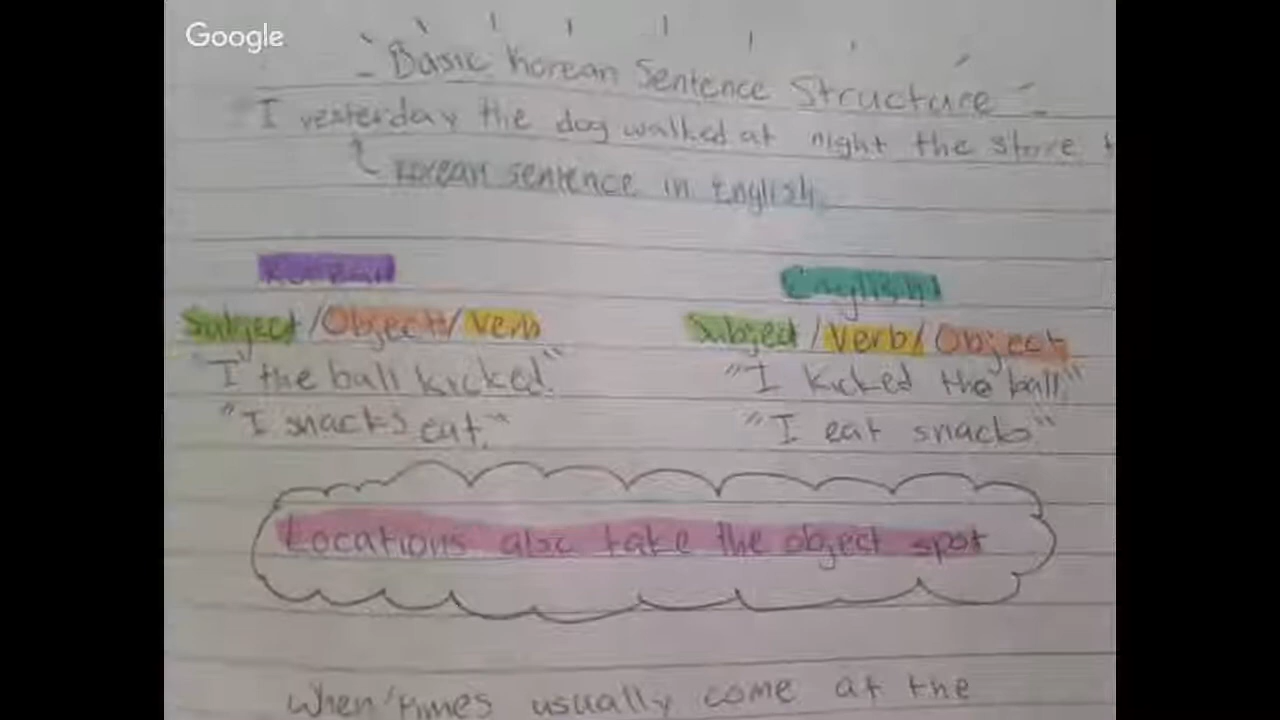 Google
Basic Korean Sentence Structure
I yesterday the dog walked at night the store
Korean sentence in English
Korean English
Subject/Object/Verb Subject/Verb/Object
"I the ball kicked" "I kicked the ball"
"I snacks eat." "I eat snacks"
Locations also take the object spot
When/times usually come at the